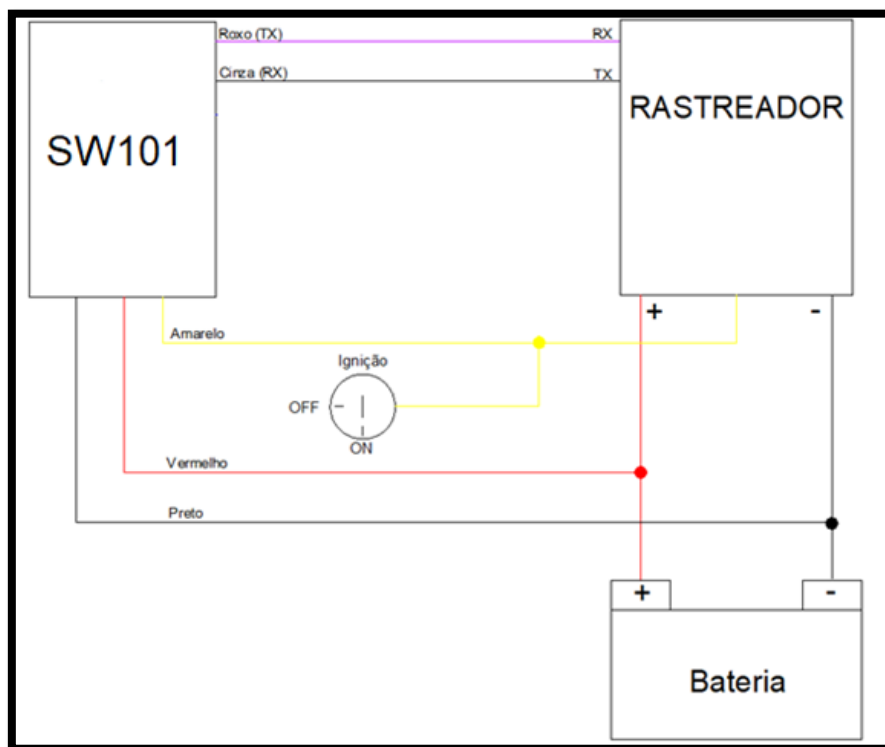 Roxo (TX)
RX
Cinza (RX)
TX
SW101
RASTREADOR
+
-
Amarelo
Ignição
OFF
ON
Vermelho
Preto
+
-
Bateria